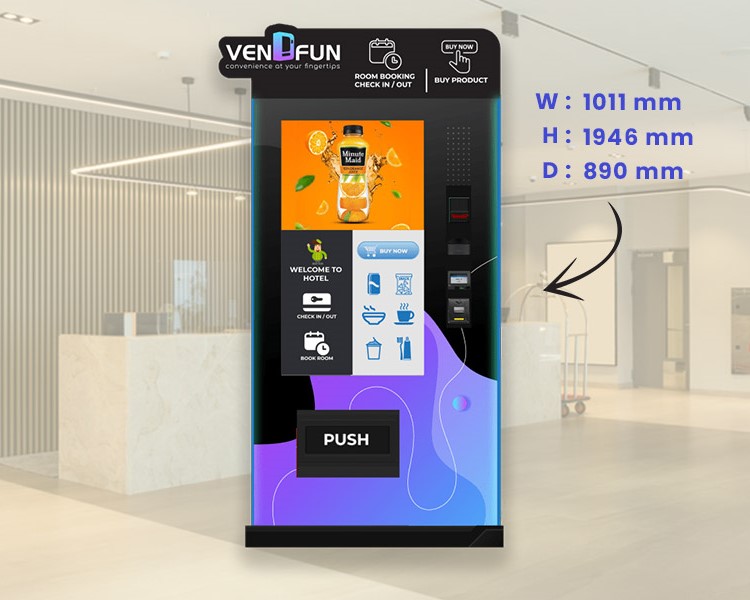 VENDFUN
convenience at your fingertips
ROOM BOOKING
CHECK IN / OUT
BUY NOW
BUY PRODUCT
W : 1011 mm
H : 1946 mm
D : 890 mm
Minute
Maid
WELCOME TO
HOTEL
CHECK IN / OUT
BOOK ROOM
BUY NOW
PUSH